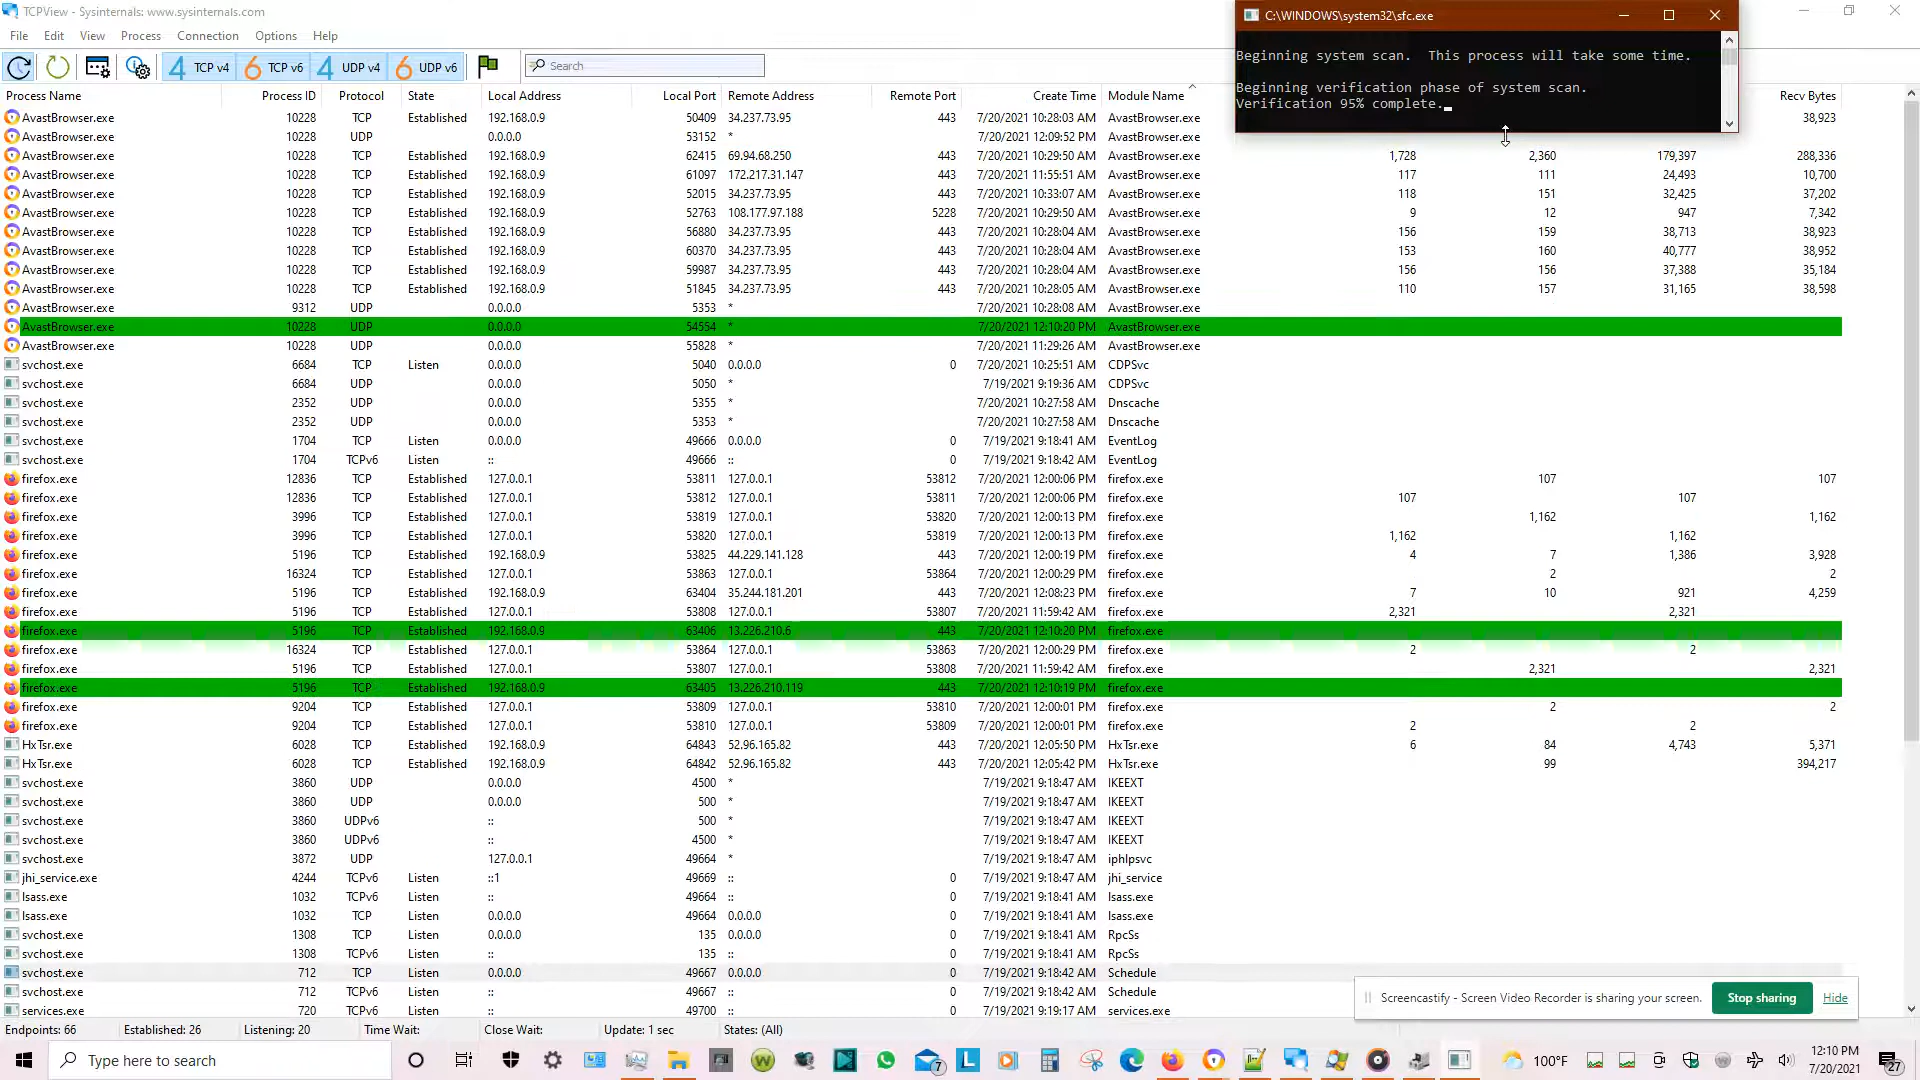 TCPView - Sysinternals: www.sysinternals.com
File Edit View Process Connection Options Help
4 TCP v4 6 TCP v6 4 UDP v4 6 UDP v6 Search
C:\WINDOWS\system32\sfc.exe
Beginning system scan.  This process will take some time.
Beginning verification phase of system scan.
Verification 95% complete.
Process Name Process ID Protocol State Local Address Local Port Remote Address Remote Port Create Time Module Name Recv Bytes
AvastBrowser.exe 10228 TCP Established 192.168.0.9 50409 34.237.73.95 443 7/20/2021 10:28:03 AM AvastBrowser.exe 38,923
AvastBrowser.exe 10228 UDP 0.0.0.0 53152 * 7/20/2021 12:09:52 PM AvastBrowser.exe
AvastBrowser.exe 10228 TCP Established 192.168.0.9 62415 69.94.68.250 443 7/20/2021 10:29:50 AM AvastBrowser.exe 1,728 2,360 179,397 288,336
AvastBrowser.exe 10228 TCP Established 192.168.0.9 61097 172.217.31.147 443 7/20/2021 11:55:51 AM AvastBrowser.exe 117 111 24,493 10,700
AvastBrowser.exe 10228 TCP Established 192.168.0.9 52015 34.237.73.95 443 7/20/2021 10:33:07 AM AvastBrowser.exe 118 151 32,425 37,202
AvastBrowser.exe 10228 TCP Established 192.168.0.9 52763 108.177.97.188 5228 7/20/2021 10:29:50 AM AvastBrowser.exe 9 12 947 7,342
AvastBrowser.exe 10228 TCP Established 192.168.0.9 56880 34.237.73.95 443 7/20/2021 10:28:04 AM AvastBrowser.exe 156 159 38,713 38,923
AvastBrowser.exe 10228 TCP Established 192.168.0.9 60370 34.237.73.95 443 7/20/2021 10:28:04 AM AvastBrowser.exe 153 160 40,777 38,952
AvastBrowser.exe 10228 TCP Established 192.168.0.9 59987 34.237.73.95 443 7/20/2021 10:28:04 AM AvastBrowser.exe 156 156 37,388 35,184
AvastBrowser.exe 10228 TCP Established 192.168.0.9 51845 34.237.73.95 443 7/20/2021 10:28:05 AM AvastBrowser.exe 110 157 31,165 38,598
AvastBrowser.exe 9312 UDP 0.0.0.0 5353 * 7/20/2021 10:28:08 AM AvastBrowser.exe
AvastBrowser.exe 10228 UDP 0.0.0.0 54554 * 7/20/2021 12:10:20 PM AvastBrowser.exe
AvastBrowser.exe 10228 UDP 0.0.0.0 55828 * 7/20/2021 11:29:26 AM AvastBrowser.exe
svchost.exe 6684 TCP Listen 0.0.0.0 5040 0.0.0.0 0 7/20/2021 10:25:51 AM CDPSvc
svchost.exe 6684 UDP 0.0.0.0 5050 * 7/19/2021 9:19:36 AM CDPSvc
svchost.exe 2352 UDP 0.0.0.0 5355 * 7/20/2021 10:27:58 AM Dnscache
svchost.exe 2352 UDP 0.0.0.0 5353 * 7/20/2021 10:27:58 AM Dnscache
svchost.exe 1704 TCP Listen 0.0.0.0 49666 0.0.0.0 0 7/19/2021 9:18:41 AM EventLog
svchost.exe 1704 TCPv6 Listen :: 49666 :: 0 7/19/2021 9:18:42 AM EventLog
firefox.exe 12836 TCP Established 127.0.0.1 53811 127.0.0.1 53812 7/20/2021 12:00:06 PM firefox.exe 107 107
firefox.exe 12836 TCP Established 127.0.0.1 53812 127.0.0.1 53811 7/20/2021 12:00:06 PM firefox.exe 107 107
firefox.exe 3996 TCP Established 127.0.0.1 53819 127.0.0.1 53820 7/20/2021 12:00:13 PM firefox.exe 1,162 1,162
firefox.exe 3996 TCP Established 127.0.0.1 53820 127.0.0.1 53819 7/20/2021 12:00:13 PM firefox.exe 1,162 1,162
firefox.exe 5196 TCP Established 192.168.0.9 53825 44.229.141.128 443 7/20/2021 12:00:19 PM firefox.exe 4 7 1,386 3,928
firefox.exe 16324 TCP Established 127.0.0.1 53863 127.0.0.1 53864 7/20/2021 12:00:29 PM firefox.exe 2 2
firefox.exe 5196 TCP Established 192.168.0.9 63404 35.244.181.201 443 7/20/2021 12:08:23 PM firefox.exe 7 10 921 4,259
firefox.exe 5196 TCP Established 127.0.0.1 53808 127.0.0.1 53807 7/20/2021 11:59:42 AM firefox.exe 2,321 2,321
firefox.exe 5196 TCP Established 192.168.0.9 63406 13.226.210.6 443 7/20/2021 12:10:20 PM firefox.exe
firefox.exe 16324 TCP Established 127.0.0.1 53864 127.0.0.1 53863 7/20/2021 12:00:29 PM firefox.exe 2 2
firefox.exe 5196 TCP Established 127.0.0.1 53807 127.0.0.1 53808 7/20/2021 11:59:42 AM firefox.exe 2,321 2,321
firefox.exe 5196 TCP Established 192.168.0.9 63405 13.226.210.119 443 7/20/2021 12:10:19 PM firefox.exe
firefox.exe 9204 TCP Established 127.0.0.1 53809 127.0.0.1 53810 7/20/2021 12:00:01 PM firefox.exe 2 2
firefox.exe 9204 TCP Established 127.0.0.1 53810 127.0.0.1 53809 7/20/2021 12:00:01 PM firefox.exe 2 2
HxTsr.exe 6028 TCP Established 192.168.0.9 64843 52.96.165.82 443 7/20/2021 12:05:50 PM HxTsr.exe 6 84 4,743 5,371
HxTsr.exe 6028 TCP Established 192.168.0.9 64842 52.96.165.82 443 7/20/2021 12:05:42 PM HxTsr.exe 99 394,217
svchost.exe 3860 UDP 0.0.0.0 4500 * 7/19/2021 9:18:47 AM IKEEXT
svchost.exe 3860 UDP 0.0.0.0 500 * 7/19/2021 9:18:47 AM IKEEXT
svchost.exe 3860 UDPv6 :: 500 * 7/19/2021 9:18:47 AM IKEEXT
svchost.exe 3860 UDPv6 :: 4500 * 7/19/2021 9:18:47 AM IKEEXT
svchost.exe 3872 UDP 127.0.0.1 49664 * 7/19/2021 9:18:47 AM iphlpsvc
jhi_service.exe 4244 TCPv6 Listen ::1 49669 :: 0 7/19/2021 9:18:47 AM jhi_service
lsass.exe 1032 TCPv6 Listen :: 49664 :: 0 7/19/2021 9:18:41 AM lsass.exe
lsass.exe 1032 TCP Listen 0.0.0.0 49664 0.0.0.0 0 7/19/2021 9:18:41 AM lsass.exe
svchost.exe 1308 TCP Listen 0.0.0.0 135 0.0.0.0 0 7/19/2021 9:18:41 AM RpcSs
svchost.exe 1308 TCPv6 Listen :: 135 :: 0 7/19/2021 9:18:41 AM RpcSs
svchost.exe 712 TCP Listen 0.0.0.0 49667 0.0.0.0 0 7/19/2021 9:18:42 AM Schedule
svchost.exe 712 TCPv6 Listen :: 49667 :: 0 7/19/2021 9:18:42 AM Schedule
services.exe 720 TCPv6 Listen :: 49700 :: 0 7/19/2021 9:19:17 AM services.exe
Screencastify - Screen Video Recorder is sharing your screen. Stop sharing Hide
Endpoints: 66 Established: 26 Listening: 20 Time Wait: Close Wait: Update: 1 sec States: (All)
Type here to search 7 100°F 12:10 PM 27
7/20/2021